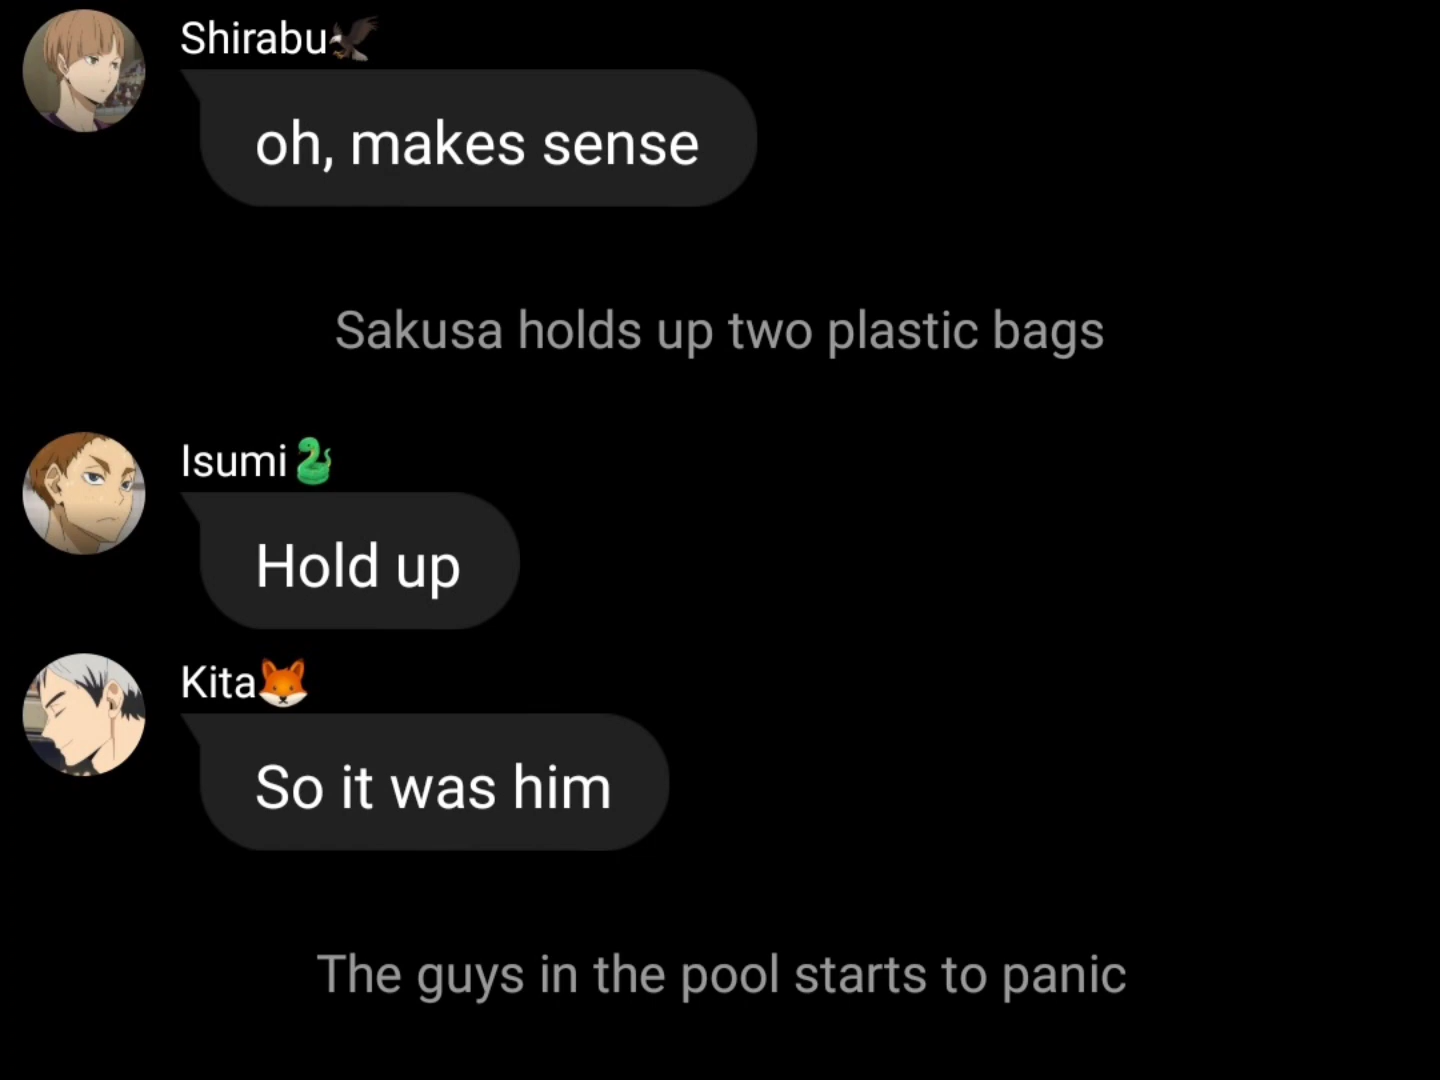 Shirabu🦅
oh, makes sense
Sakusa holds up two plastic bags
Isumi🐍
Hold up
Kita🦊
So it was him
The guys in the pool starts to panic